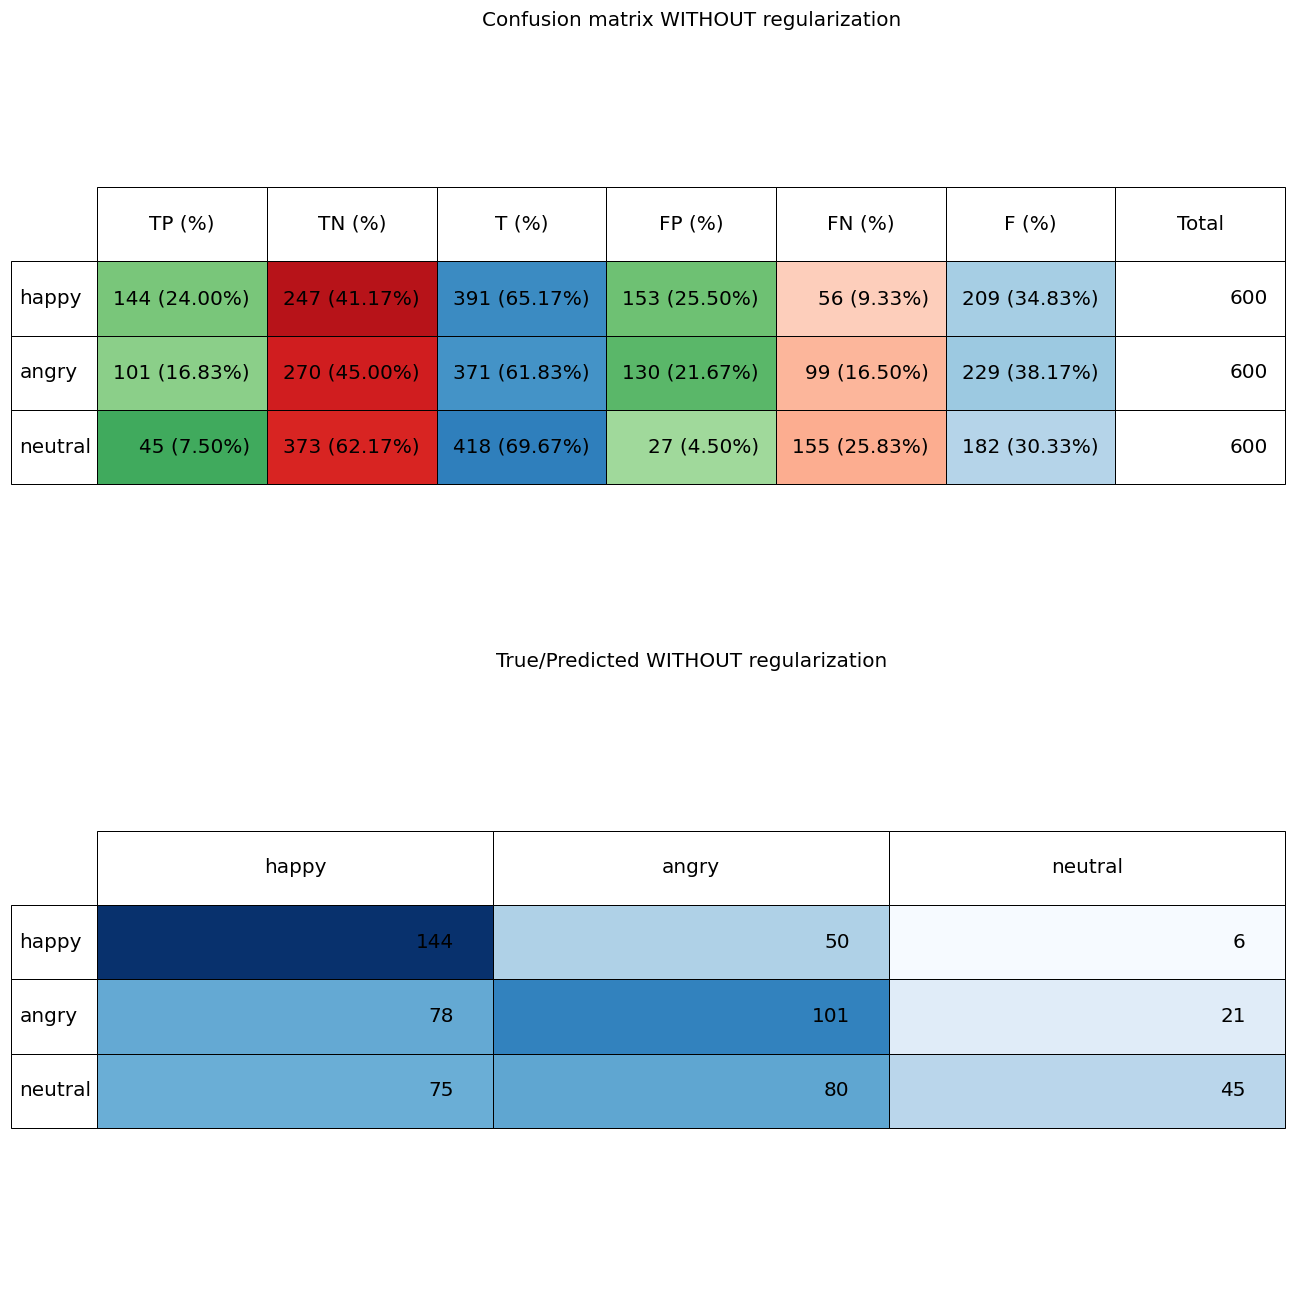 Confusion matrix WITHOUT regularization
TP (%) TN (%) T (%) FP (%) FN (%) F (%) Total
happy 144 (24.00%) 247 (41.17%) 391 (65.17%) 153 (25.50%) 56 (9.33%) 209 (34.83%) 600
angry 101 (16.83%) 270 (45.00%) 371 (61.83%) 130 (21.67%) 99 (16.50%) 229 (38.17%) 600
neutral 45 (7.50%) 373 (62.17%) 418 (69.67%) 27 (4.50%) 155 (25.83%) 182 (30.33%) 600
True/Predicted WITHOUT regularization
happy angry neutral
happy 144 50 6
angry 78 101 21
neutral 75 80 45